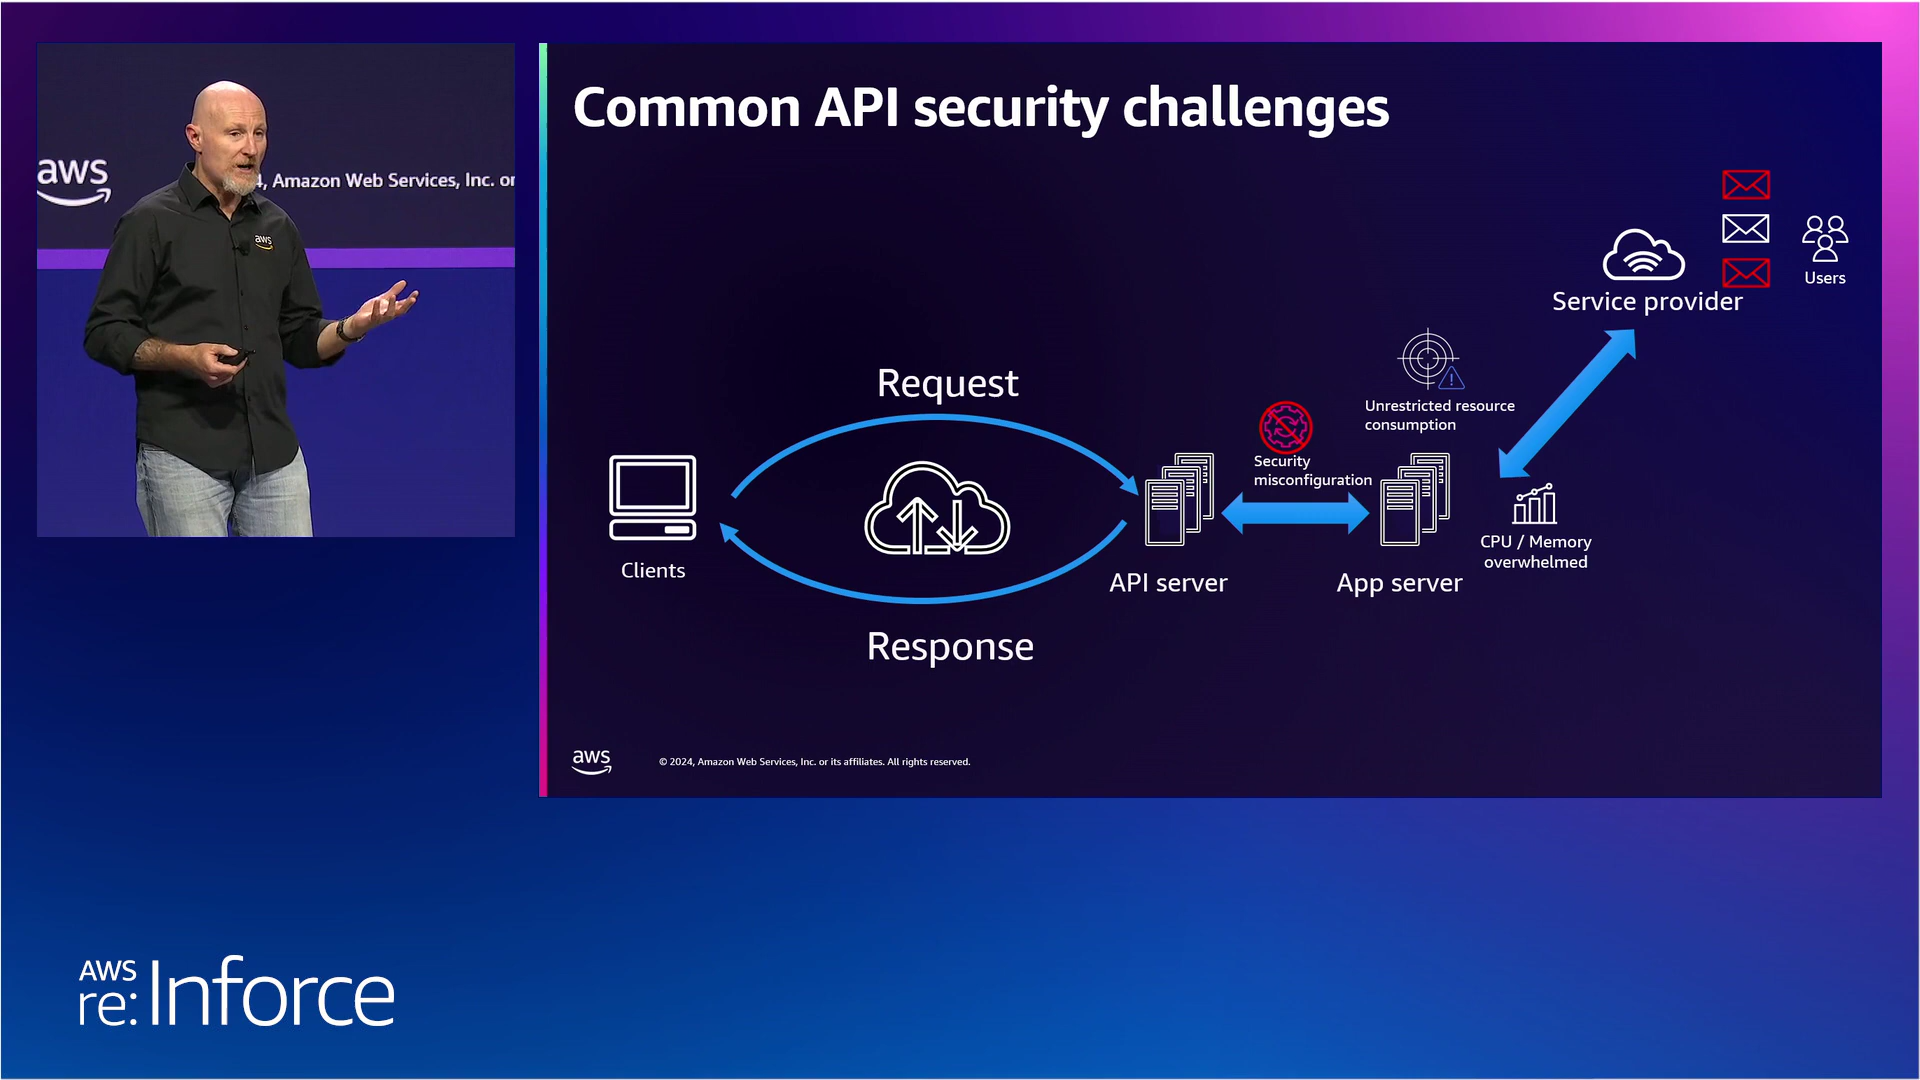 aws
4, Amazon Web Services, Inc. or
aws
Common API security challenges
Users
Service provider
Unrestricted resource
consumption
Request
Security
misconfiguration
Clients
API server
App server
CPU / Memory
overwhelmed
Response
aws
© 2024, Amazon Web Services, Inc. or its affiliates. All rights reserved.
AWS
re:Inforce